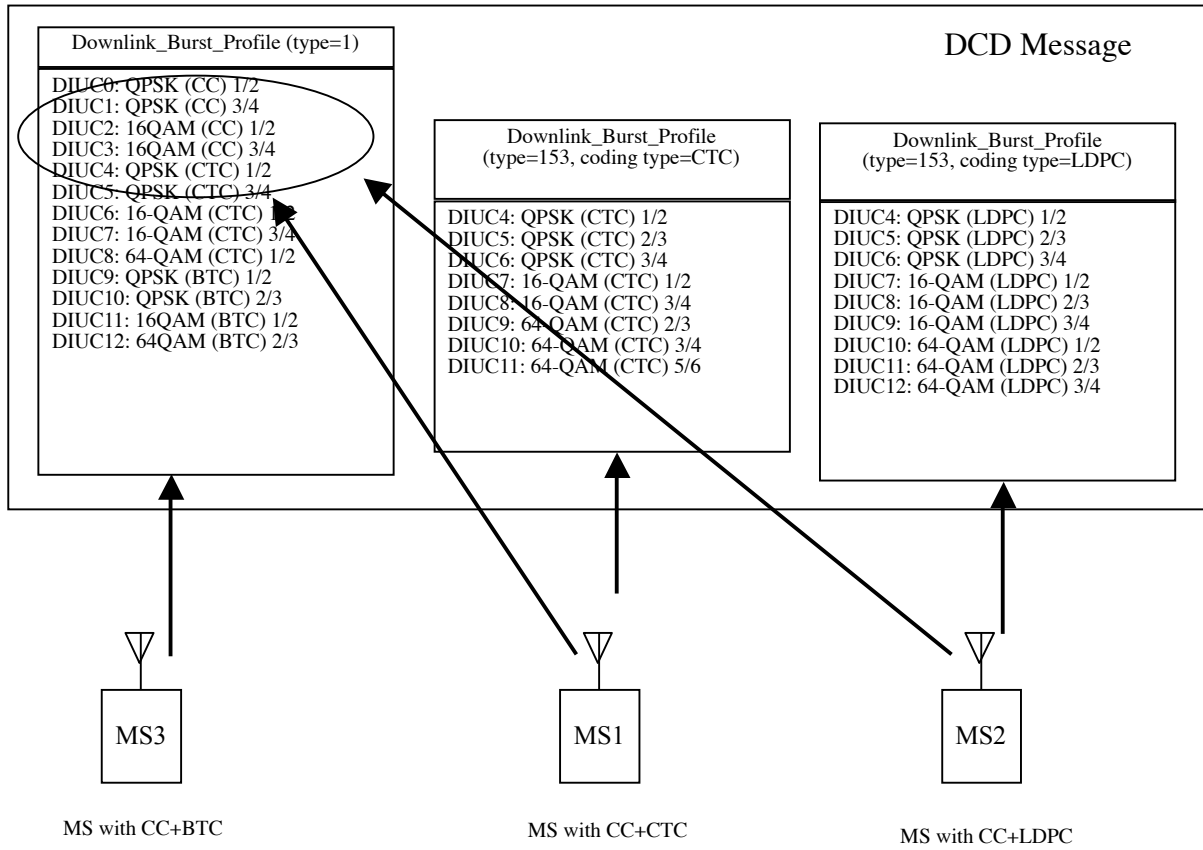 DCD Message
Downlink_Burst_Profile (type=1)
DIUC0: QPSK (CC) 1/2
DIUC1: QPSK (CC) 3/4
DIUC2: 16QAM (CC) 1/2
DIUC3: 16QAM (CC) 3/4
DIUC4: QPSK (CTC) 1/2
DIUC5: QPSK (CTC) 3/4
DIUC6: 16-QAM (CTC) 1/2
DIUC7: 16-QAM (CTC) 3/4
DIUC8: 64-QAM (CTC) 1/2
DIUC9: QPSK (BTC) 1/2
DIUC10: QPSK (BTC) 2/3
DIUC11: 16QAM (BTC) 1/2
DIUC12: 64QAM (BTC) 2/3
Downlink_Burst_Profile
(type=153, coding type=CTC)
DIUC4: QPSK (CTC) 1/2
DIUC5: QPSK (CTC) 2/3
DIUC6: QPSK (CTC) 3/4
DIUC7: 16-QAM (CTC) 1/2
DIUC8: 16-QAM (CTC) 3/4
DIUC9: 64-QAM (CTC) 2/3
DIUC10: 64-QAM (CTC) 3/4
DIUC11: 64-QAM (CTC) 5/6
Downlink_Burst_Profile
(type=153, coding type=LDPC)
DIUC4: QPSK (LDPC) 1/2
DIUC5: QPSK (LDPC) 2/3
DIUC6: QPSK (LDPC) 3/4
DIUC7: 16-QAM (LDPC) 1/2
DIUC8: 16-QAM (LDPC) 2/3
DIUC9: 16-QAM (LDPC) 3/4
DIUC10: 64-QAM (LDPC) 1/2
DIUC11: 64-QAM (LDPC) 2/3
DIUC12: 64-QAM (LDPC) 3/4
MS3
MS1
MS2
MS with CC+BTC
MS with CC+CTC
MS with CC+LDPC